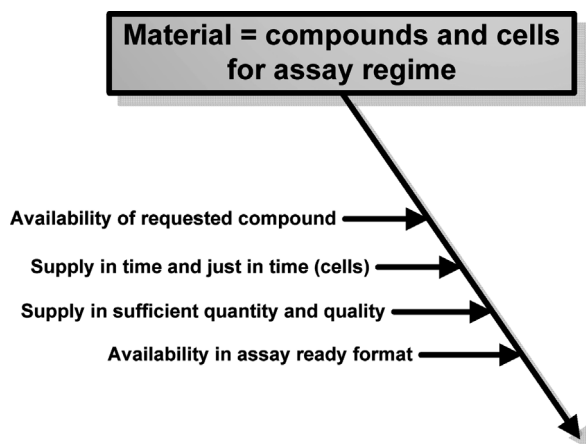 Material = compounds and cells
for assay regime
Availability of requested compound
Supply in time and just in time (cells)
Supply in sufficient quantity and quality
Availability in assay ready format